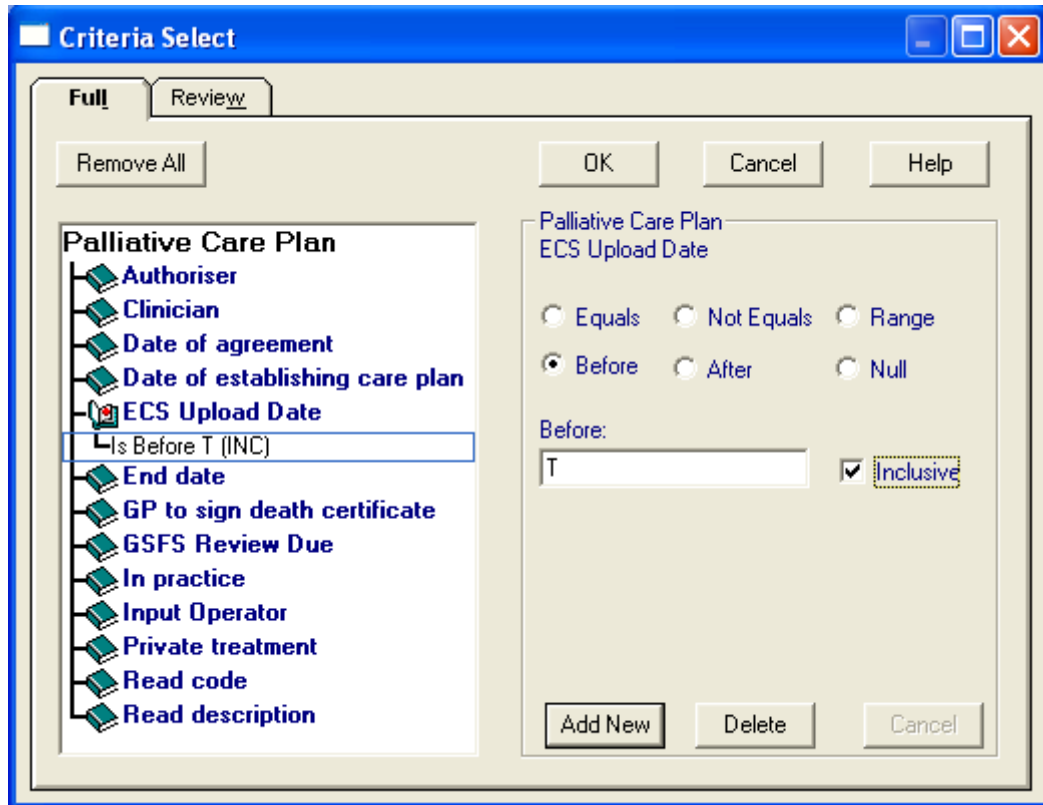 Criteria Select
Full Review
Remove All
OK Cancel Help
Palliative Care Plan
Authoriser
Clinician
Date of agreement
Date of establishing care plan
ECS Upload Date
Is Before T (INC)
End date
GP to sign death certificate
GSFS Review Due
In practice
Input Operator
Private treatment
Read code
Read description
Palliative Care Plan
ECS Upload Date
Equals Not Equals Range
Before After Null
Before:
T Inclusive
Add New Delete Cancel